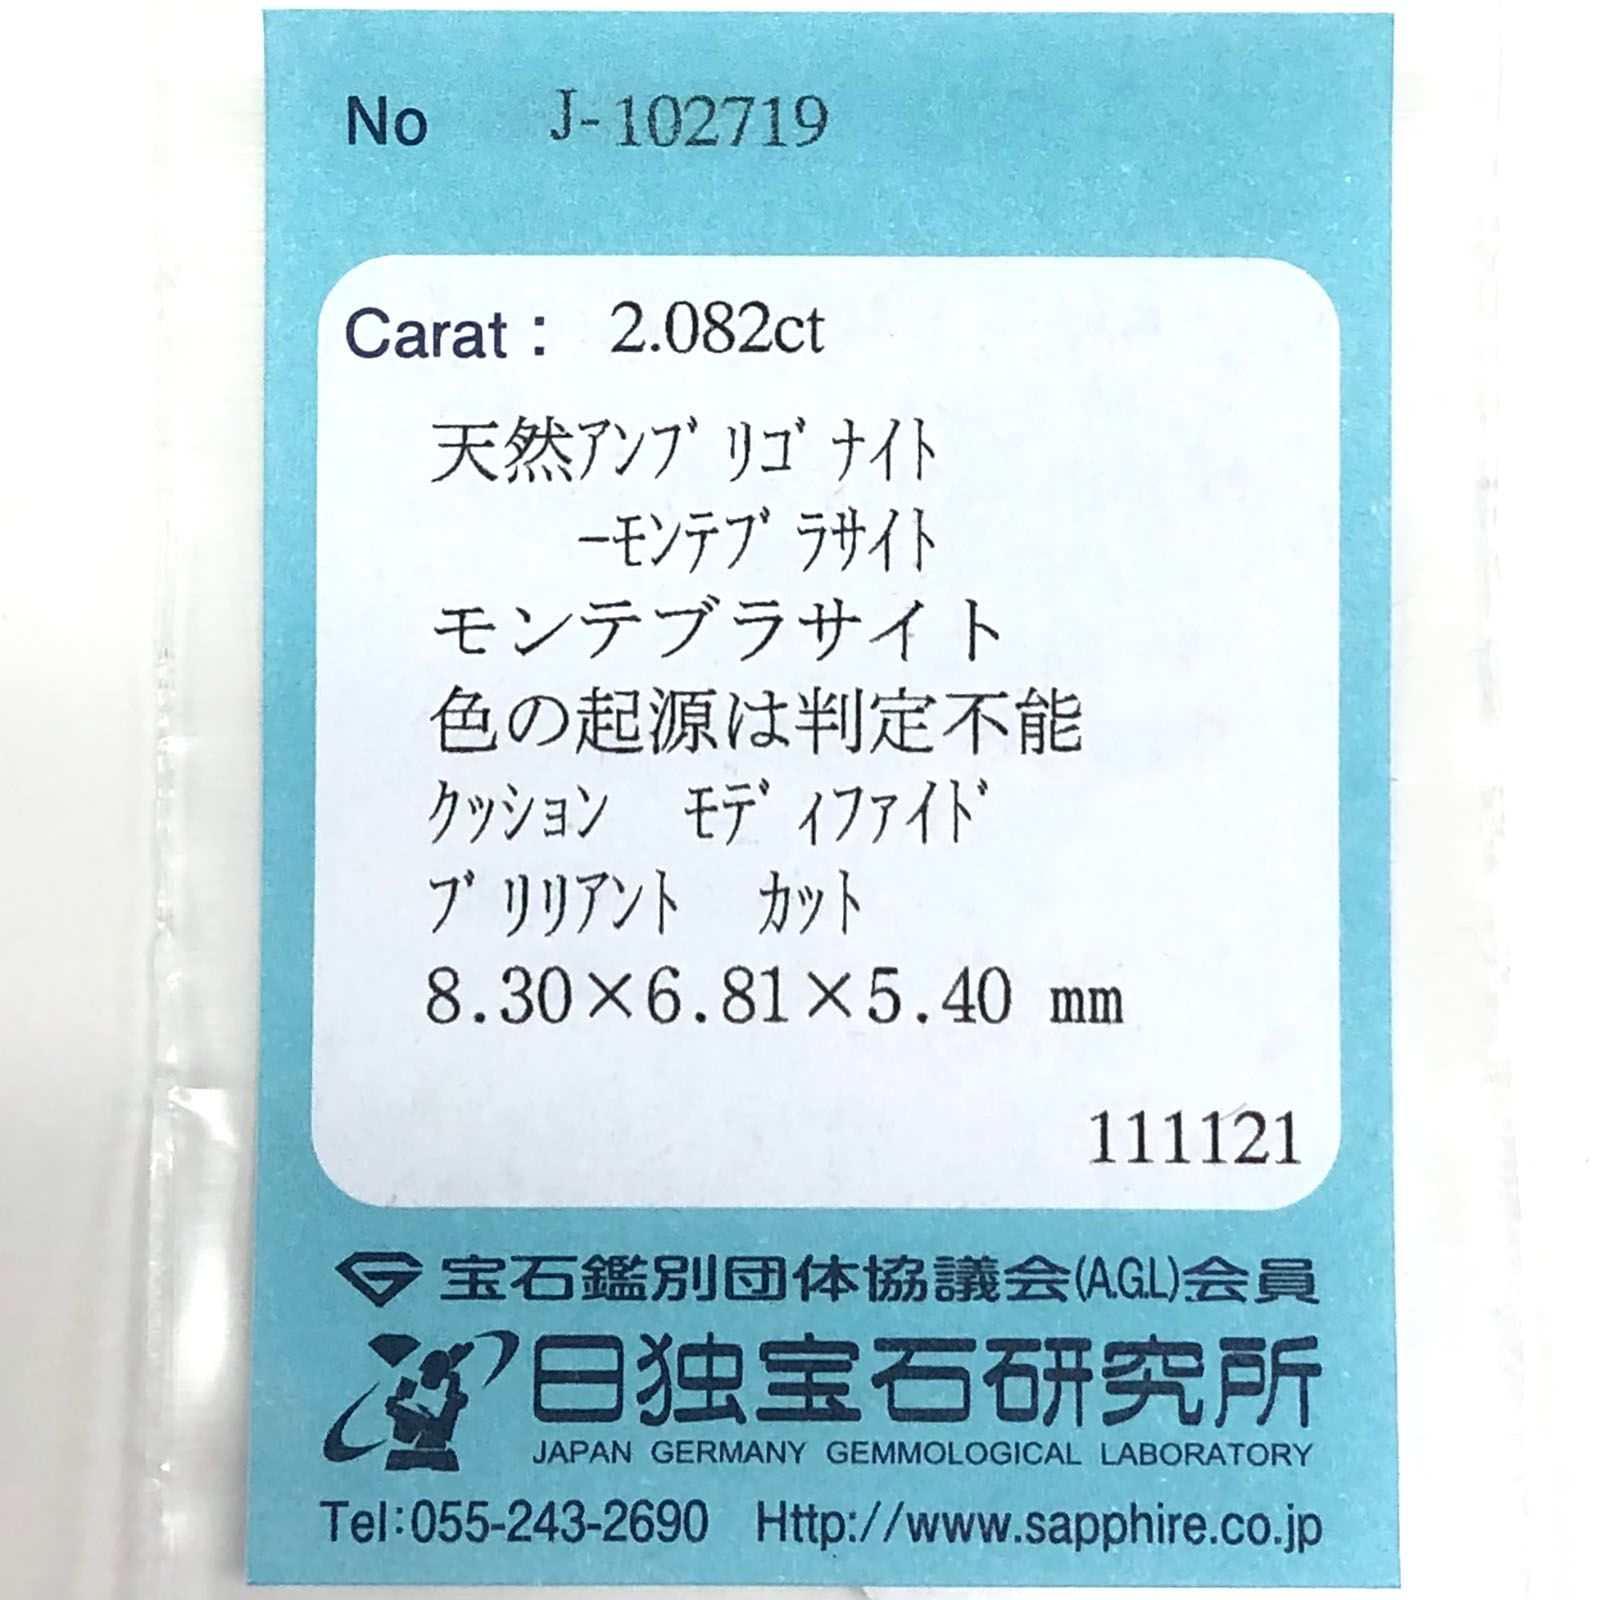 No J-102719
Carat : 2.082ct
天然ｱﾝﾌﾞﾘｺﾞﾅｲﾄ
-ﾓﾝﾃﾌﾞﾗｻｲﾄ
モンテブラサイト
色の起源は判定不能
ｸｯｼｮﾝ ﾓﾃﾞｨﾌｧｲﾄﾞ
ﾌﾞﾘﾘｱﾝﾄ ｶｯﾄ
8.30×6.81×5.40 mm
111121
宝石鑑別団体協議会(A.G.L)会員
日独宝石研究所
JAPAN GERMANY GEMMOLOGICAL LABORATORY
Tel:055-243-2690 Http://www.sapphire.co.jp